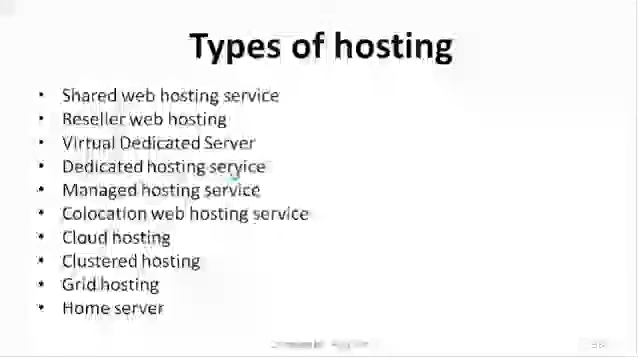 Types of hosting
• Shared web hosting service
• Reseller web hosting
• Virtual Dedicated Server
• Dedicated hosting service
• Managed hosting service
• Colocation web hosting service
• Cloud hosting
• Clustered hosting
• Grid hosting
• Home server